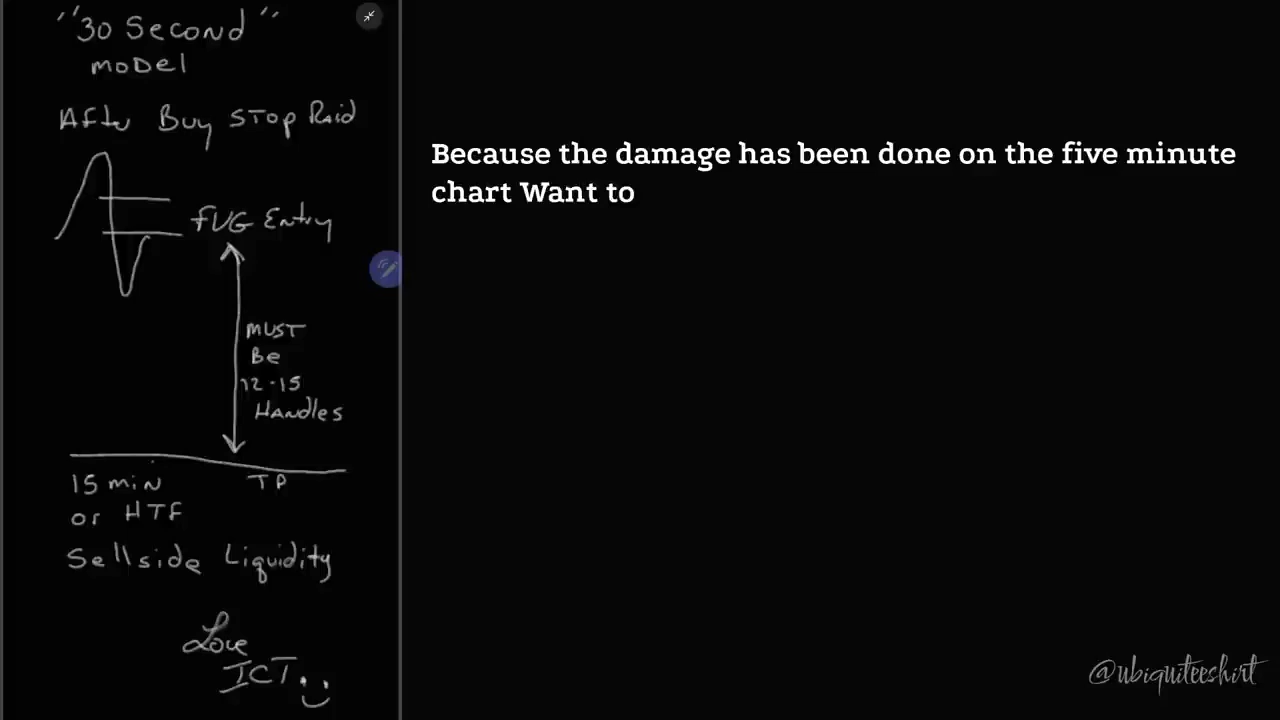 "30 Second"
model
After Buy Stop Raid
FVG Entry
MUST
Be
12-15
HANdles
15 min
or HTF
TP
Sellside Liquidity
Love
ICT
Because the damage has been done on the five minute
chart Want to
@ubiquiteeshirt